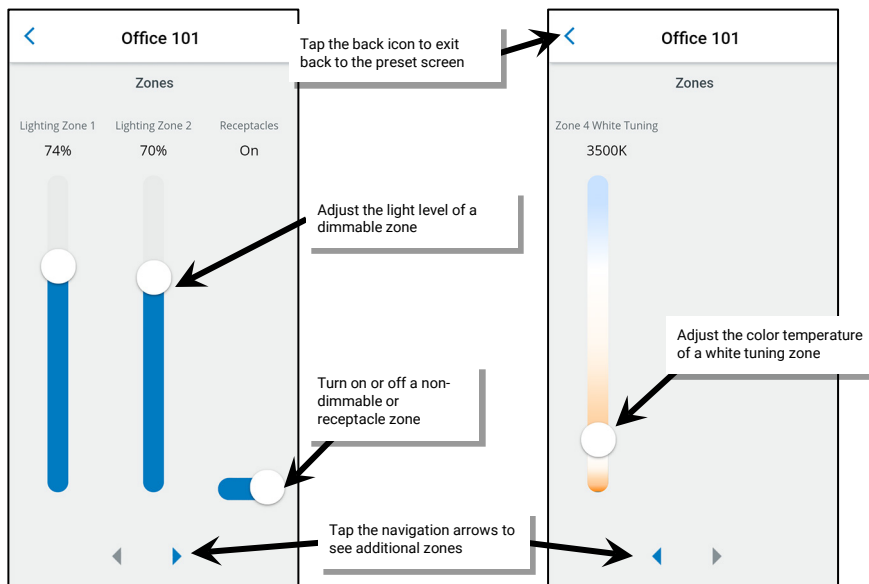 Office 101
Zones
Lighting Zone 1
Lighting Zone 2
Receptacles
74%
70%
On
Tap the back icon to exit
back to the preset screen
Adjust the light level of a
dimmable zone
Turn on or off a non-
dimmable or
receptacle zone
Tap the navigation arrows to
see additional zones
Office 101
Zones
Zone 4 White Tuning
3500K
Adjust the color temperature
of a white tuning zone